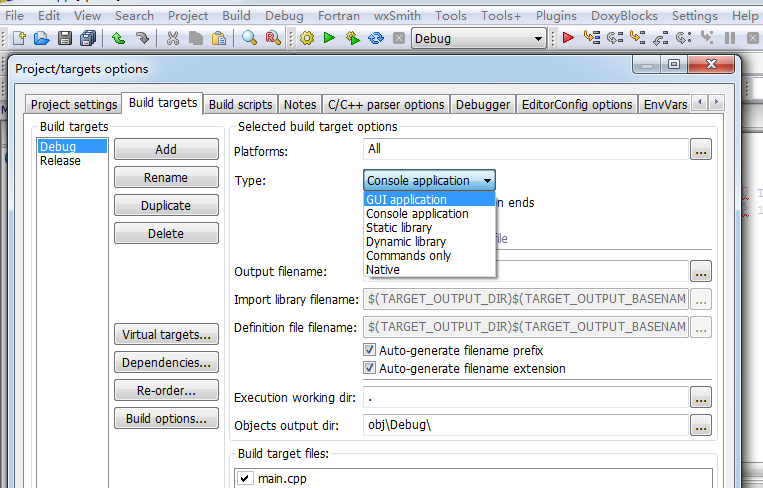 File Edit View Search Project Build Debug Fortran wxSmith Tools Tools+ Plugins DoxyBlocks Settings Help
Debug
Project/targets options
Project settings Build targets Build scripts Notes C/C++ parser options Debugger EditorConfig options EnvVars
Build targets
Debug
Release
Add
Rename
Duplicate
Delete
Virtual targets...
Dependencies...
Re-order...
Build options...
Selected build target options
Platforms: All ...
Type: Console application
GUI application
Console application
Static library
Dynamic library
Commands only
Native
n ends
file
Output filename: ...
Import library filename: $(TARGET_OUTPUT_DIR)$(TARGET_OUTPUT_BASENAM ...
Definition file filename: $(TARGET_OUTPUT_DIR)$(TARGET_OUTPUT_BASENAM ...
Auto-generate filename prefix
Auto-generate filename extension
Execution working dir: . ...
Objects output dir: obj\Debug\ ...
Build target files:
main.cpp